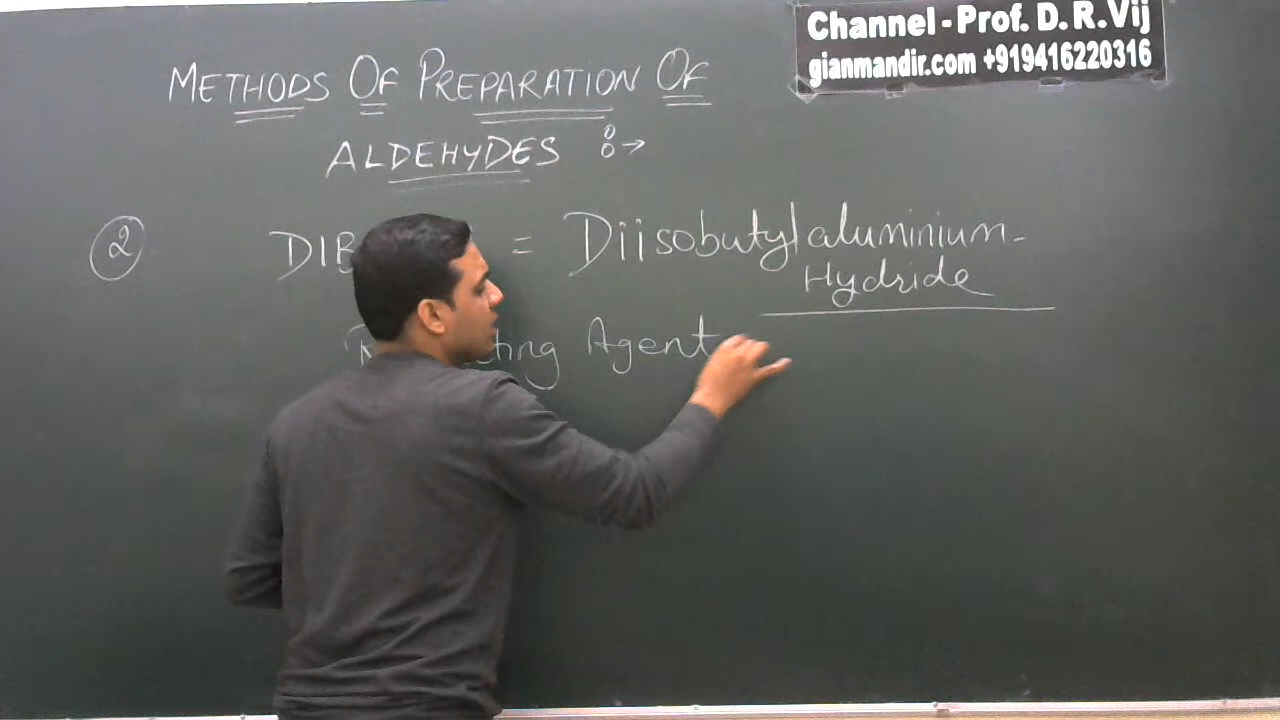 Channel - Prof. D. R. Vij
gianmandir.com +919416220316
METHODS OF PREPARATION OF
ALDEHYDES :→
② = Diisobutylaluminium-
Hydride
Agent